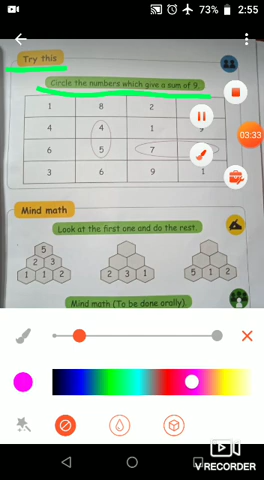 73% 2:55
Try this
Circle the numbers which give a sum of 9.
1 8 2
4 4 1 9
6 5 7
3 6 9 1
03:33
Mind math
Look at the first one and do the rest.
5
2 3
1 1 2
2 3 1
5 1 2
Mind math (To be done orally).
V RECORDER